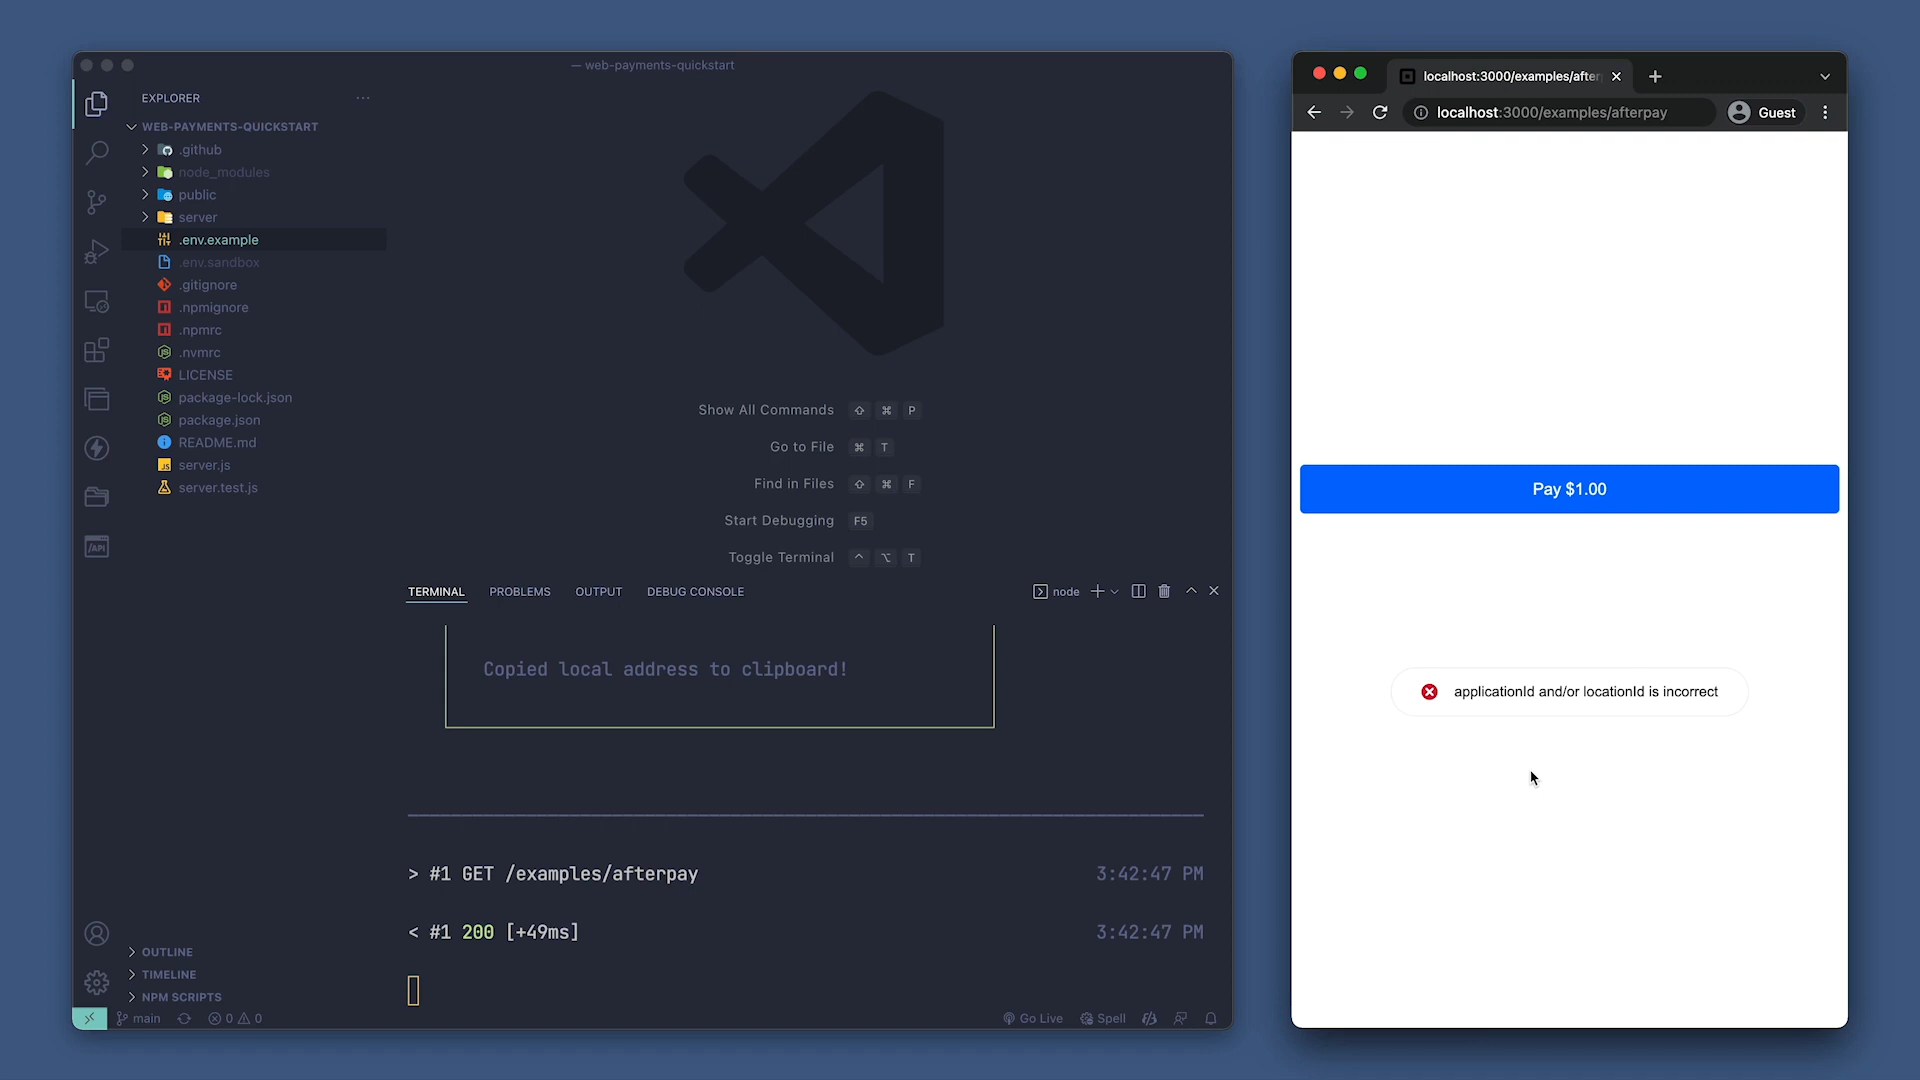 — web-payments-quickstart
EXPLORER
WEB-PAYMENTS-QUICKSTART
.github
node_modules
public
server
.env.example
.env.sandbox
.gitignore
.npmignore
.npmrc
.nvmrc
LICENSE
package-lock.json
package.json
README.md
server.js
server.test.js
OUTLINE
TIMELINE
NPM SCRIPTS
Show All Commands ⇧ ⌘ P
Go to File ⌘ T
Find in Files ⇧ ⌘ F
Start Debugging F5
Toggle Terminal ^ ⌥ T
TERMINAL PROBLEMS OUTPUT DEBUG CONSOLE node
Copied local address to clipboard!
> #1 GET /examples/afterpay 3:42:47 PM
< #1 200 [+49ms] 3:42:47 PM
main 0 0 Go Live Spell
localhost:3000/examples/after
localhost:3000/examples/afterpay Guest
Pay $1.00
applicationId and/or locationId is incorrect